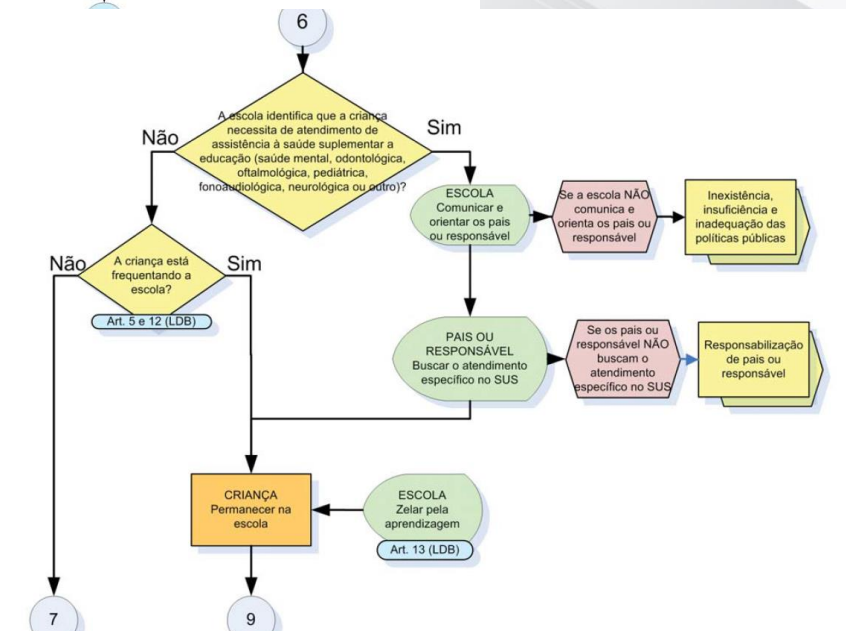 6
A escola identifica que a criança
necessita de atendimento de
assistência à saúde suplementar a
educação (saúde mental, odontológica,
oftalmológica, pediátrica,
fonoaudiológica, neurológica ou outro)?
Não
Sim
ESCOLA
Comunicar e
orientar os pais
ou responsável
Se a escola NÃO
comunica e
orienta os pais ou
responsável
Inexistência,
insuficiência e
inadequação das
políticas públicas
Não
A criança está
frequentando a
escola?
Sim
Art. 5 e 12 (LDB)
PAIS OU
RESPONSÁVEL
Buscar o atendimento
específico no SUS
Se os pais ou
responsável NÃO
buscam o
atendimento
específico no SUS
Responsabilização
de pais ou
responsável
CRIANÇA
Permanecer na
escola
ESCOLA
Zelar pela
aprendizagem
Art. 13 (LDB)
7
9